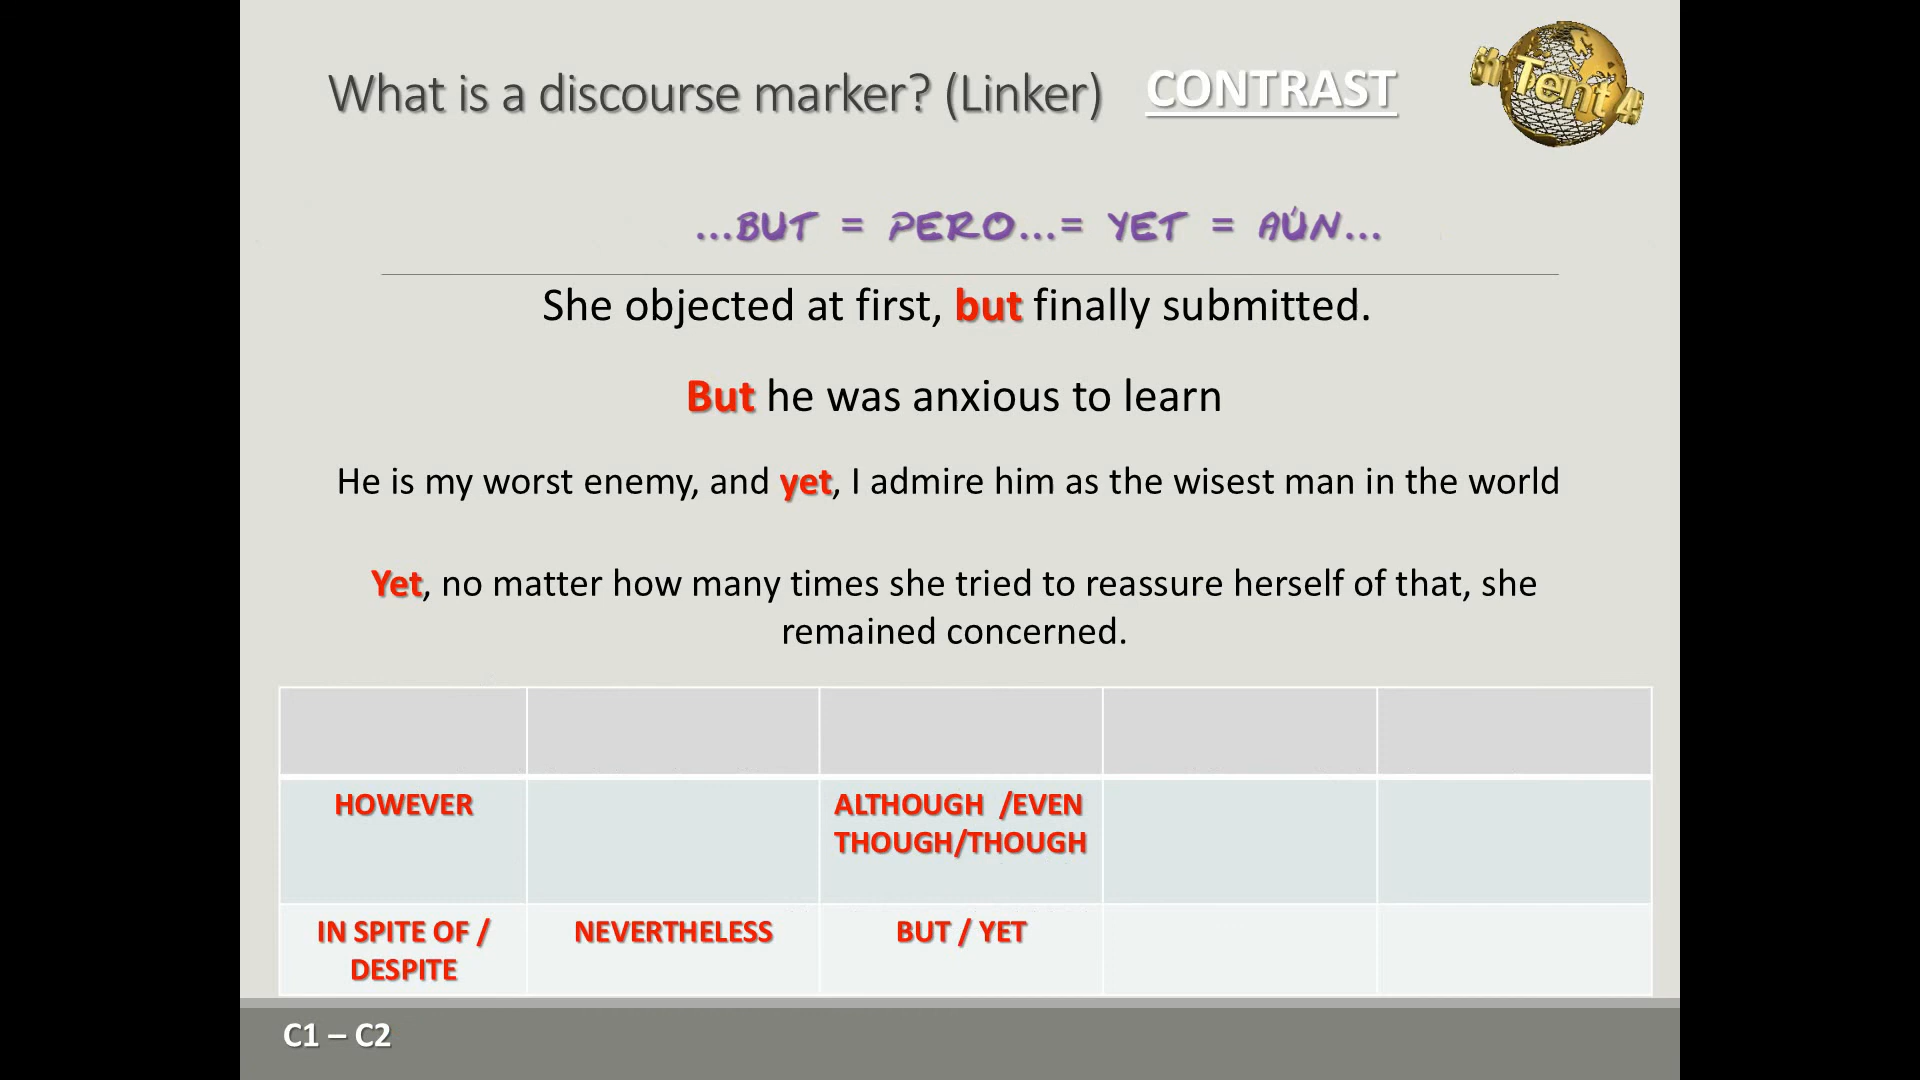 What is a discourse marker? (Linker) CONTRAST
Tent 4
...BUT = PERO...= YET = AÚN...
She objected at first, but finally submitted.
But he was anxious to learn
He is my worst enemy, and yet, I admire him as the wisest man in the world
Yet, no matter how many times she tried to reassure herself of that, she
remained concerned.
HOWEVER
ALTHOUGH /EVEN
THOUGH/THOUGH
IN SPITE OF /
DESPITE
NEVERTHELESS
BUT / YET
C1 – C2